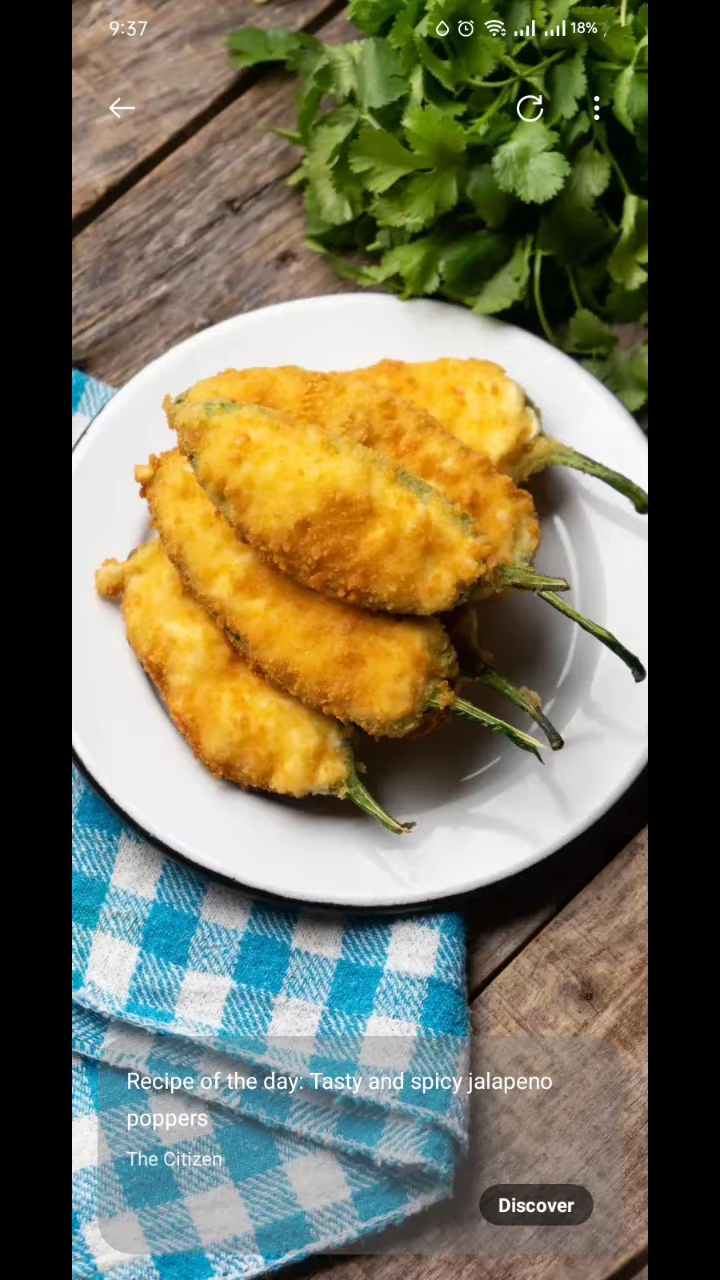 9:37
18%
Recipe of the day: Tasty and spicy jalapeno
poppers
The Citizen
Discover